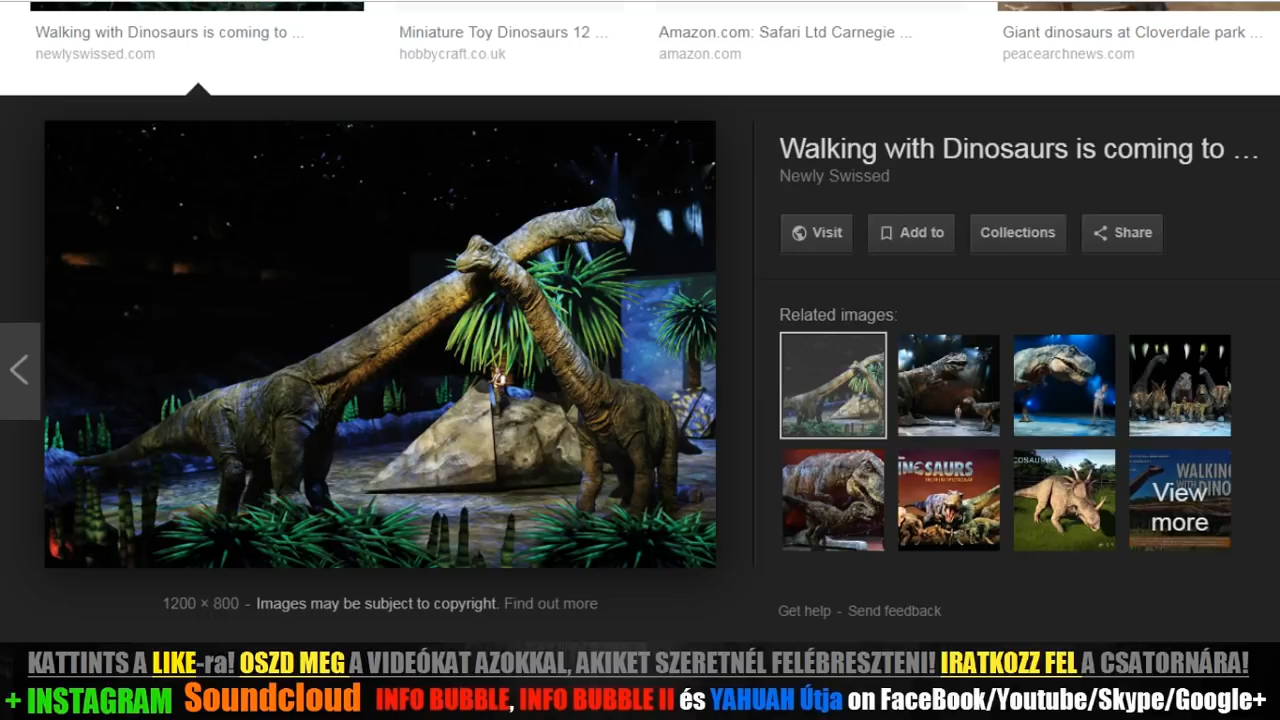 Walking with Dinosaurs is coming to ...
newlyswissed.com
Miniature Toy Dinosaurs 12 ...
hobbycraft.co.uk
Amazon.com: Safari Ltd Carnegie ...
amazon.com
Giant dinosaurs at Cloverdale park ...
peacearchnews.com
Walking with Dinosaurs is coming to ...
Newly Swissed
Visit
Add to
Collections
Share
Related images:
DINOSAURS
WALKING
WITH DINO
View
more
1200 × 800 - Images may be subject to copyright. Find out more
Get help - Send feedback
KATTINTS A LIKE-ra! OSZD MEG A VIDEÓKAT AZOKKAL, AKIKET SZERETNÉL FELÉBRESZTENI! IRATKOZZ FEL A CSATORNÁRA!
+ INSTAGRAM Soundcloud INFO BUBBLE, INFO BUBBLE II és YAHUAH Útja on FaceBook/Youtube/Skype/Google+